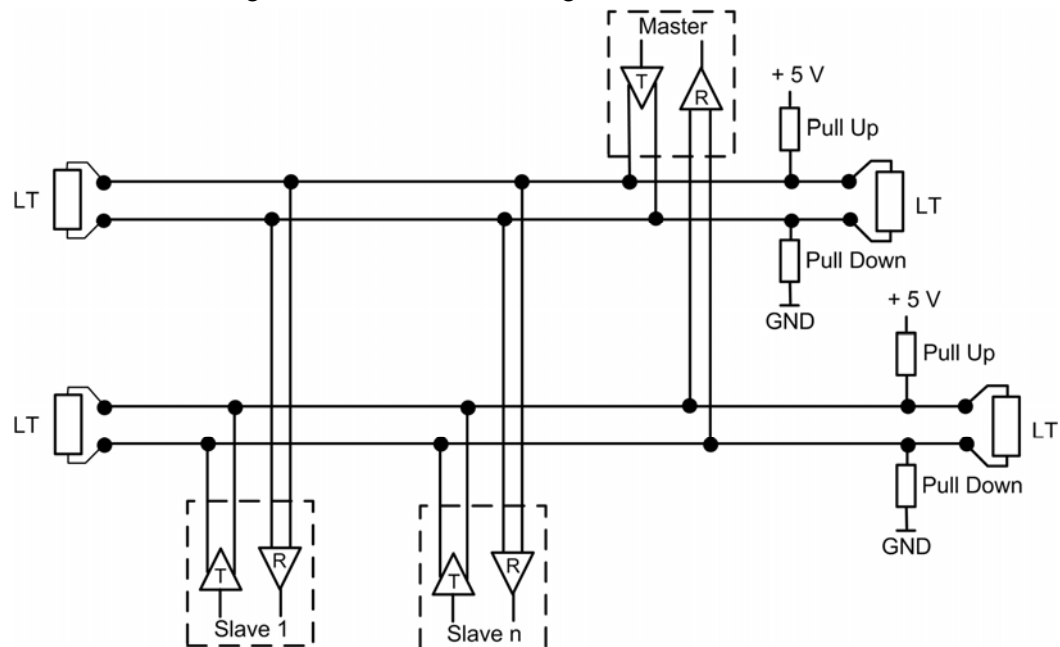 Master
T
R
+ 5 V
Pull Up
LT
LT
Pull Down
GND
+ 5 V
Pull Up
LT
LT
Pull Down
GND
T
R
T
R
Slave 1
Slave n